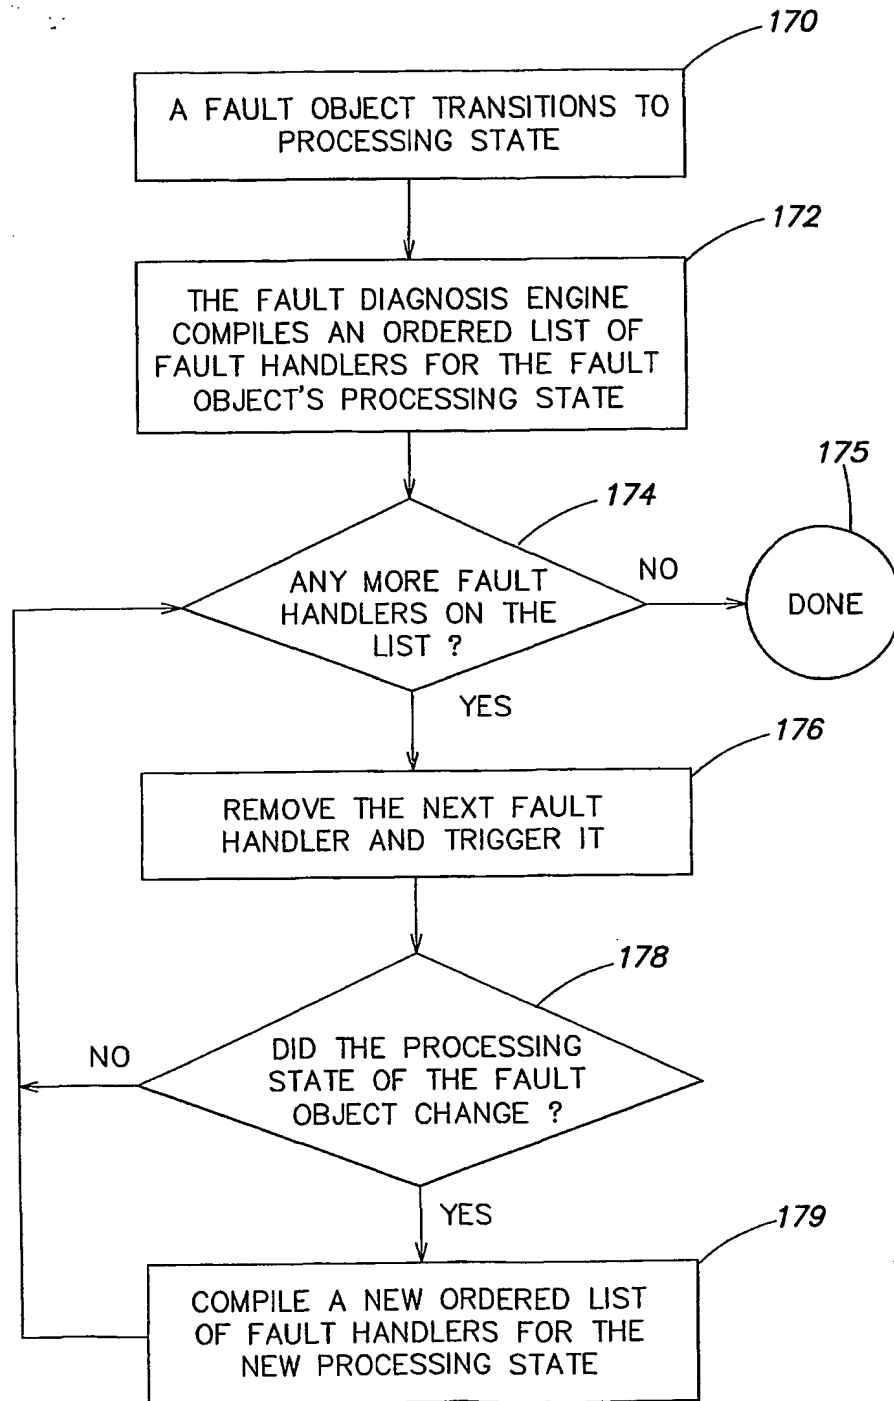 170
A FAULT OBJECT TRANSITIONS TO
PROCESSING STATE
172
THE FAULT DIAGNOSIS ENGINE
COMPILES AN ORDERED LIST OF
FAULT HANDLERS FOR THE FAULT
OBJECT'S PROCESSING STATE
174
175
ANY MORE FAULT
HANDLERS ON THE
LIST ?
NO
DONE
YES
176
REMOVE THE NEXT FAULT
HANDLER AND TRIGGER IT
178
DID THE PROCESSING
STATE OF THE FAULT
OBJECT CHANGE ?
NO
YES
179
COMPILE A NEW ORDERED LIST
OF FAULT HANDLERS FOR THE
NEW PROCESSING STATE